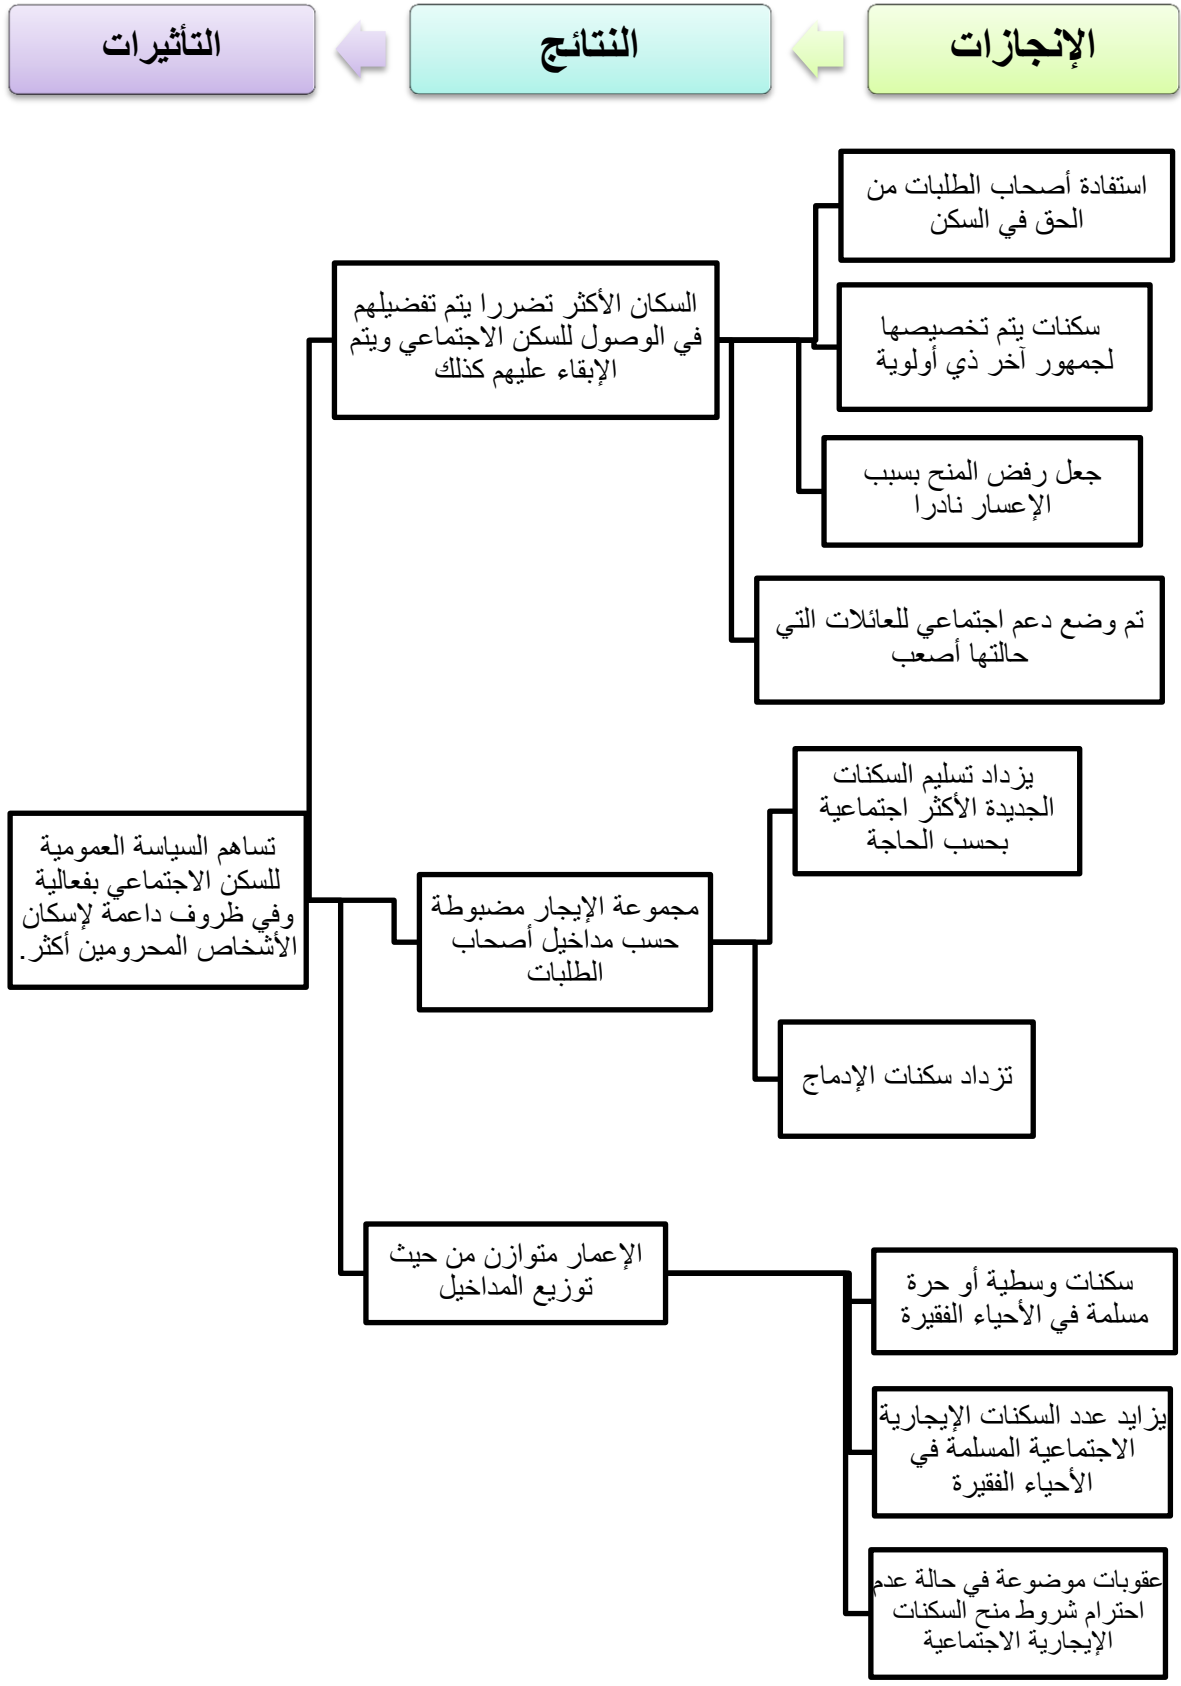 الإنجازات
النتائج
التأثيرات
استفادة أصحاب الطلبات من
الحق في السكن
سكنات يتم تخصيصها
لجمهور آخر ذي أولوية
جعل رفض المنح بسبب
الإعسار نادرا
تم وضع دعم اجتماعي للعائلات التي
حالتها أصعب
السكان الأكثر تضررا يتم تفضيلهم
في الوصول للسكن الاجتماعي ويتم
الإبقاء عليهم كذلك
يزداد تسليم السكنات
الجديدة الأكثر اجتماعية
بحسب الحاجة
تزداد سكنات الإدماج
مجموعة الإيجار مضبوطة
حسب مداخيل أصحاب
الطلبات
سكنات وسطية أو حرة
مسلمة في الأحياء الفقيرة
يزايد عدد السكنات الإيجارية
الاجتماعية المسلمة في
الأحياء الفقيرة
عقوبات موضوعة في حالة عدم
احترام شروط منح السكنات
الإيجارية الاجتماعية
الإعمار متوازن من حيث
توزيع المداخيل
تساهم السياسة العمومية
للسكن الاجتماعي بفعالية
وفي ظروف داعمة لإسكان
الأشخاص المحرومين أكثر.